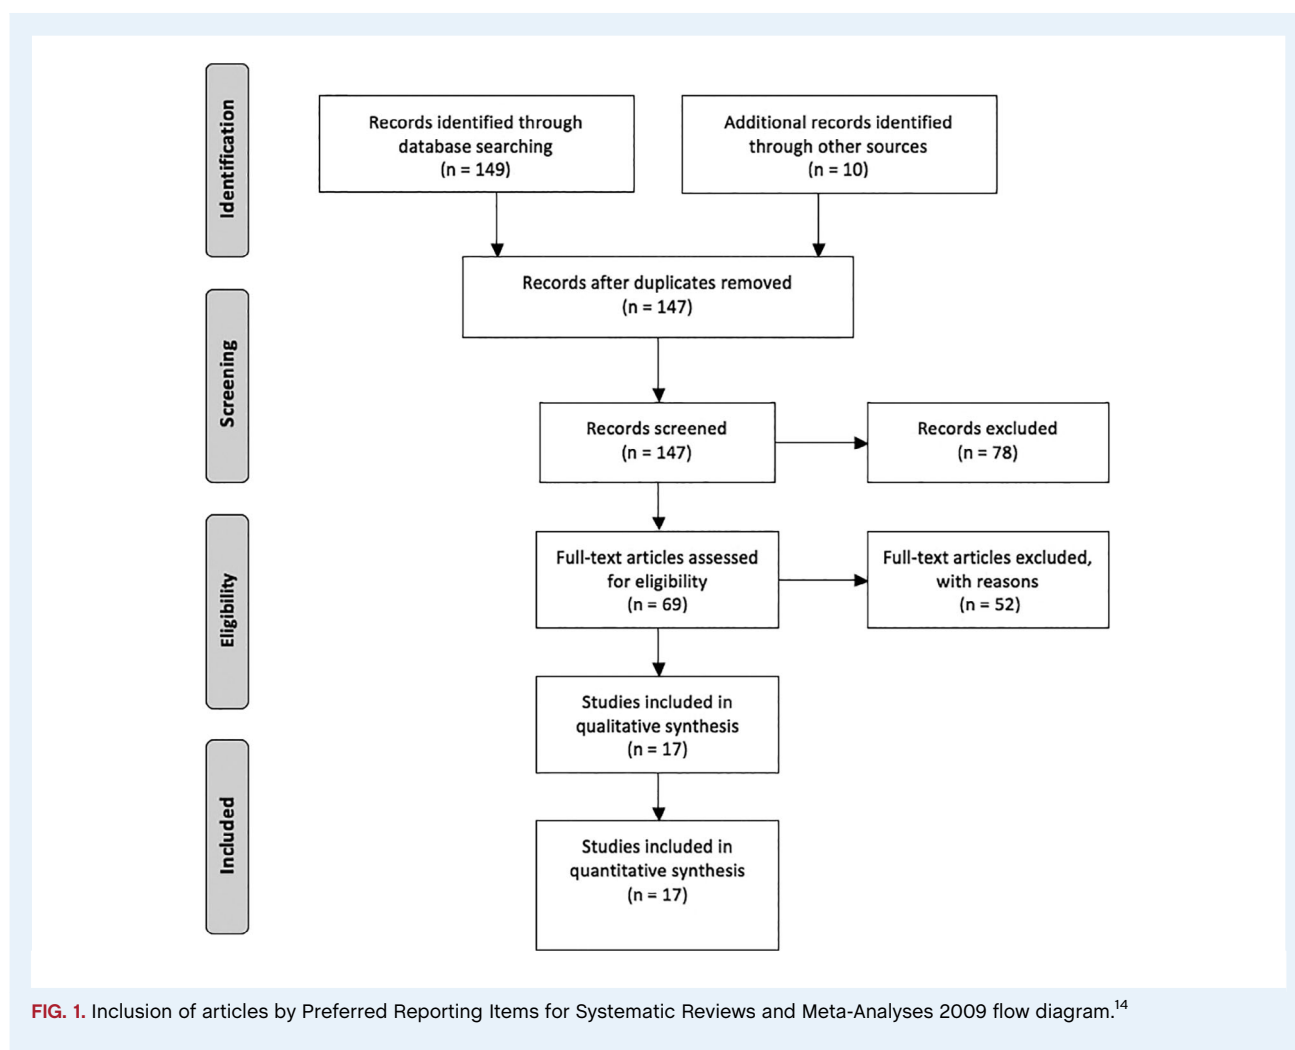 Identification
Records identified through
database searching
(n = 149)
Additional records identified
through other sources
(n = 10)
Records after duplicates removed
(n = 147)
Screening
Records screened
(n = 147)
Records excluded
(n = 78)
Eligibility
Full-text articles assessed
for eligibility
(n = 69)
Full-text articles excluded,
with reasons
(n = 52)
Studies included in
qualitative synthesis
(n = 17)
Included
Studies included in
quantitative synthesis
(n = 17)
FIG. 1. Inclusion of articles by Preferred Reporting Items for Systematic Reviews and Meta-Analyses 2009 flow diagram.14